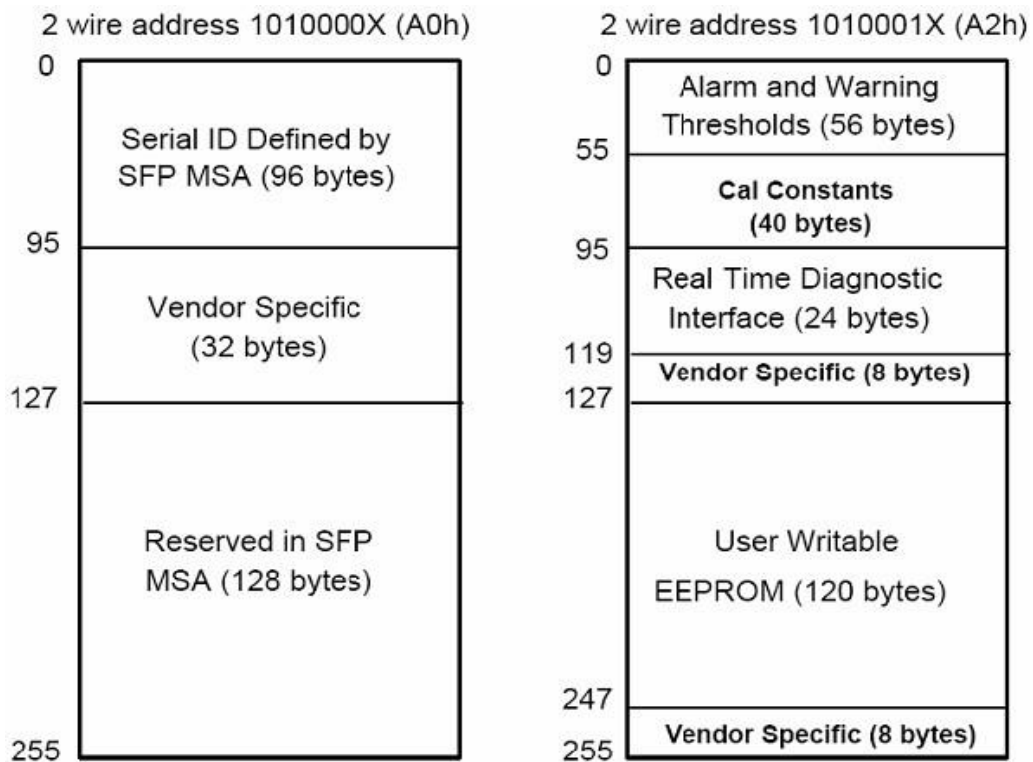 2 wire address 1010000X (A0h)
0
Serial ID Defined by
SFP MSA (96 bytes)
95
Vendor Specific
(32 bytes)
127
Reserved in SFP
MSA (128 bytes)
255
2 wire address 1010001X (A2h)
0
Alarm and Warning
Thresholds (56 bytes)
55
Cal Constants
(40 bytes)
95
Real Time Diagnostic
Interface (24 bytes)
119
Vendor Specific (8 bytes)
127
User Writable
EEPROM (120 bytes)
247
Vendor Specific (8 bytes)
255